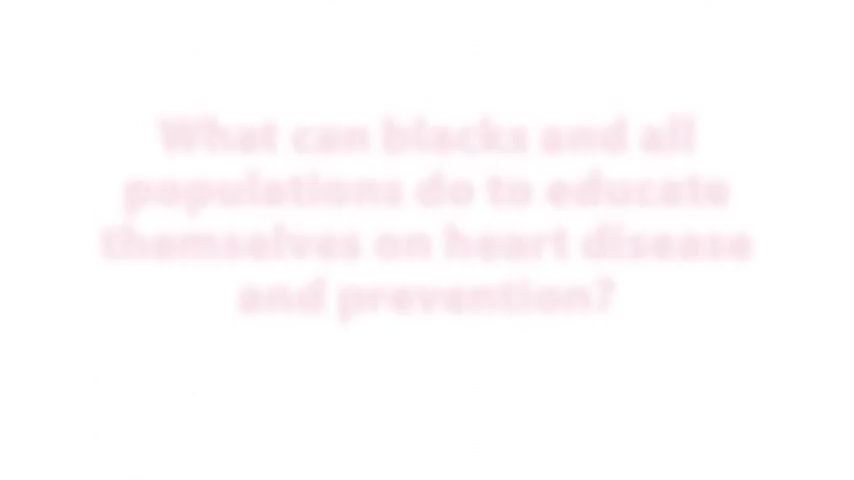 What can blacks and all
populations do to educate
themselves on heart disease
and prevention?